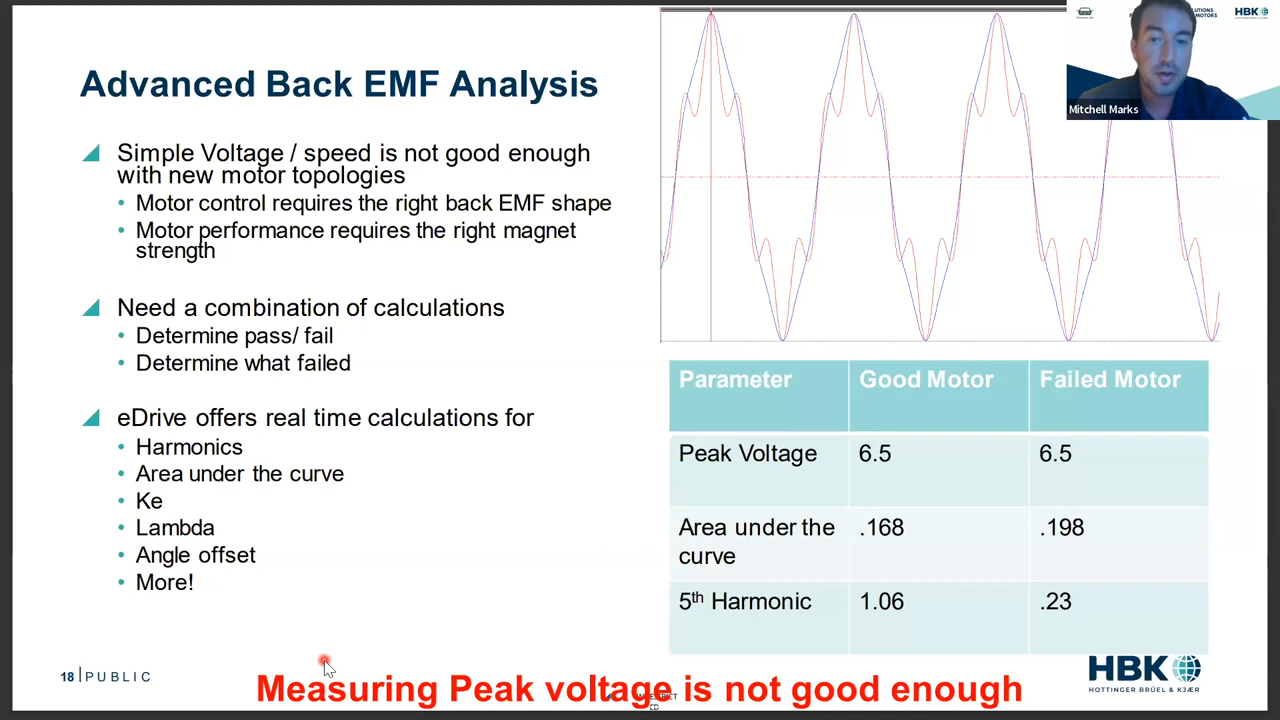 Advanced Back EMF Analysis
Simple Voltage / speed is not good enough
with new motor topologies
Motor control requires the right back EMF shape
Motor performance requires the right magnet
strength
Need a combination of calculations
Determine pass/ fail
Determine what failed
eDrive offers real time calculations for
Harmonics
Area under the curve
Ke
Lambda
Angle offset
More!
HBK
Mitchell Marks
Parameter Good Motor Failed Motor
Peak Voltage 6.5 6.5
Area under the
curve .168 .198
5th Harmonic 1.06 .23
18 | PUBLIC
Measuring Peak voltage is not good enough
HBK
HOTTINGER BRÜEL & KJÆR